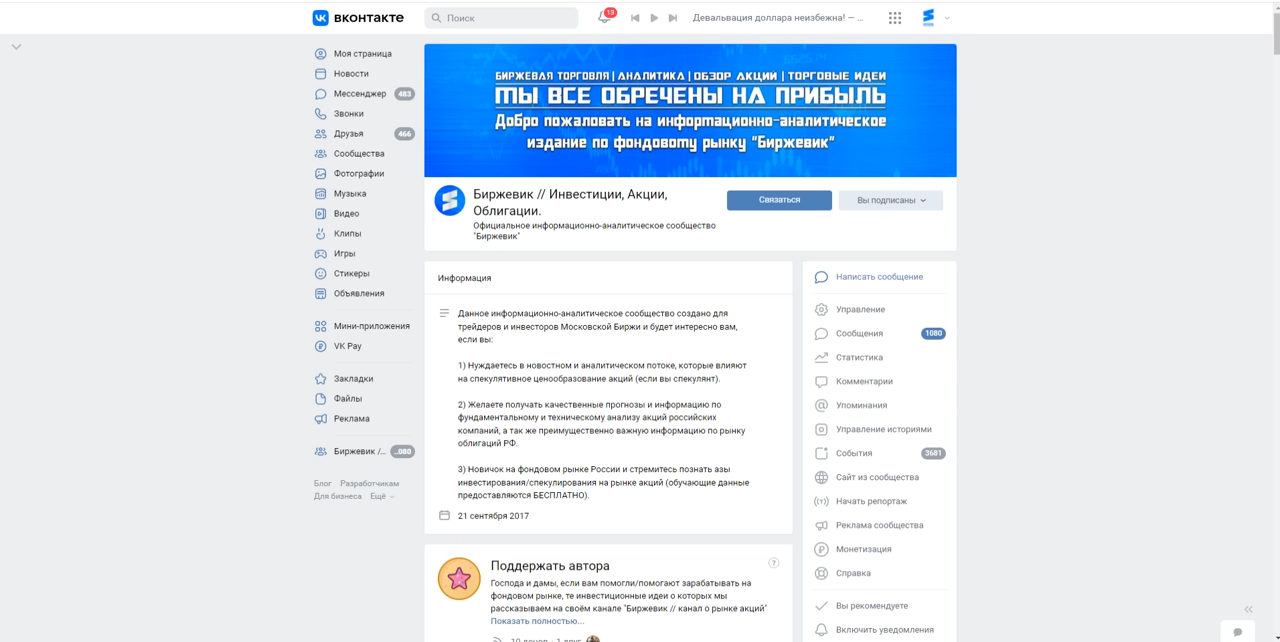 вконтакте
Поиск
13
Девальвация доллара неизбежна! — ...
Моя страница
Новости
Мессенджер 483
Звонки
Друзья 466
Сообщества
Фотографии
Музыка
Видео
Клипы
Игры
Стикеры
Объявления
Мини-приложения
VK Pay
Закладки
Файлы
Реклама
Биржевик /... ..080
Блог Разработчикам
Для бизнеса Ещё
БИРЖЕВАЯ ТОРГОВЛЯ | АНАЛИТИКА | ОБЗОР АКЦИИ | ТОРГОВЫЕ ИДЕИ
МЫ ВСЕ ОБРЕЧЕНЫ НА ПРИБЫЛЬ
Добро пожаловать на информационно-аналитическое
издание по фондовому рынку "Биржевик"
Биржевик // Инвестиции, Акции,
Облигации.
Официальное информационно-аналитическое сообщество
"Биржевик"
Связаться
Вы подписаны
Информация
Данное информационно-аналитическое сообщество создано для
трейдеров и инвесторов Московской Биржи и будет интересно вам,
если вы:
1) Нуждаетесь в новостном и аналитическом потоке, которые влияют
на спекулятивное ценообразование акций (если вы спекулянт).
2) Желаете получать качественные прогнозы и информацию по
фундаментальному и техническому анализу акций российских
компаний, а так же преимущественно важную информацию по рынку
облигаций РФ.
3) Новичок на фондовом рынке России и стремитесь познать азы
инвестирования/спекулирования на рынке акций (обучающие данные
предоставляются БЕСПЛАТНО).
21 сентября 2017
Поддержать автора
Господа и дамы, если вам помогли/помогают зарабатывать на
фондовом рынке, те инвестиционные идеи о которых мы
рассказываем на своём канале "Биржевик // канал о рынке акций"
Показать полностью...
Написать сообщение
Управление
Сообщения 1080
Статистика
Комментарии
Упоминания
Управление историями
События 3681
Сайт из сообщества
Начать репортаж
Реклама сообщества
Монетизация
Справка
Вы рекомендуете
Включить уведомления